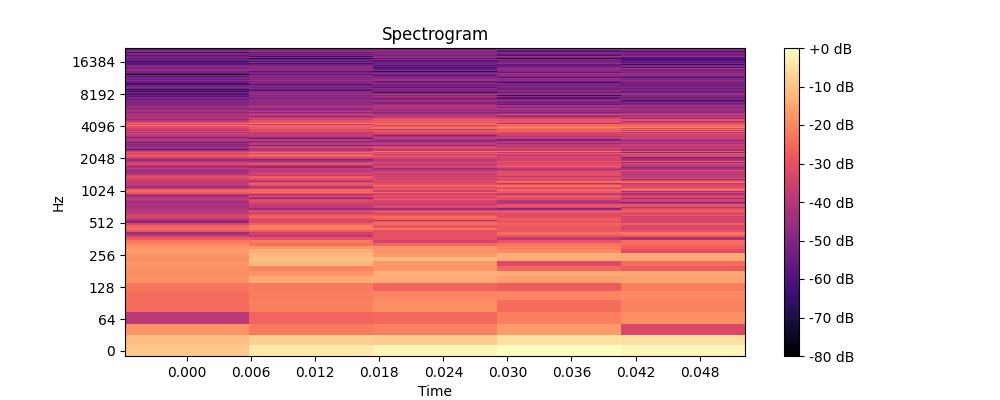 Spectrogram
Hz
16384
8192
4096
2048
1024
512
256
128
64
0
0.000 0.006 0.012 0.018 0.024 0.030 0.036 0.042 0.048
Time
+0 dB
-10 dB
-20 dB
-30 dB
-40 dB
-50 dB
-60 dB
-70 dB
-80 dB